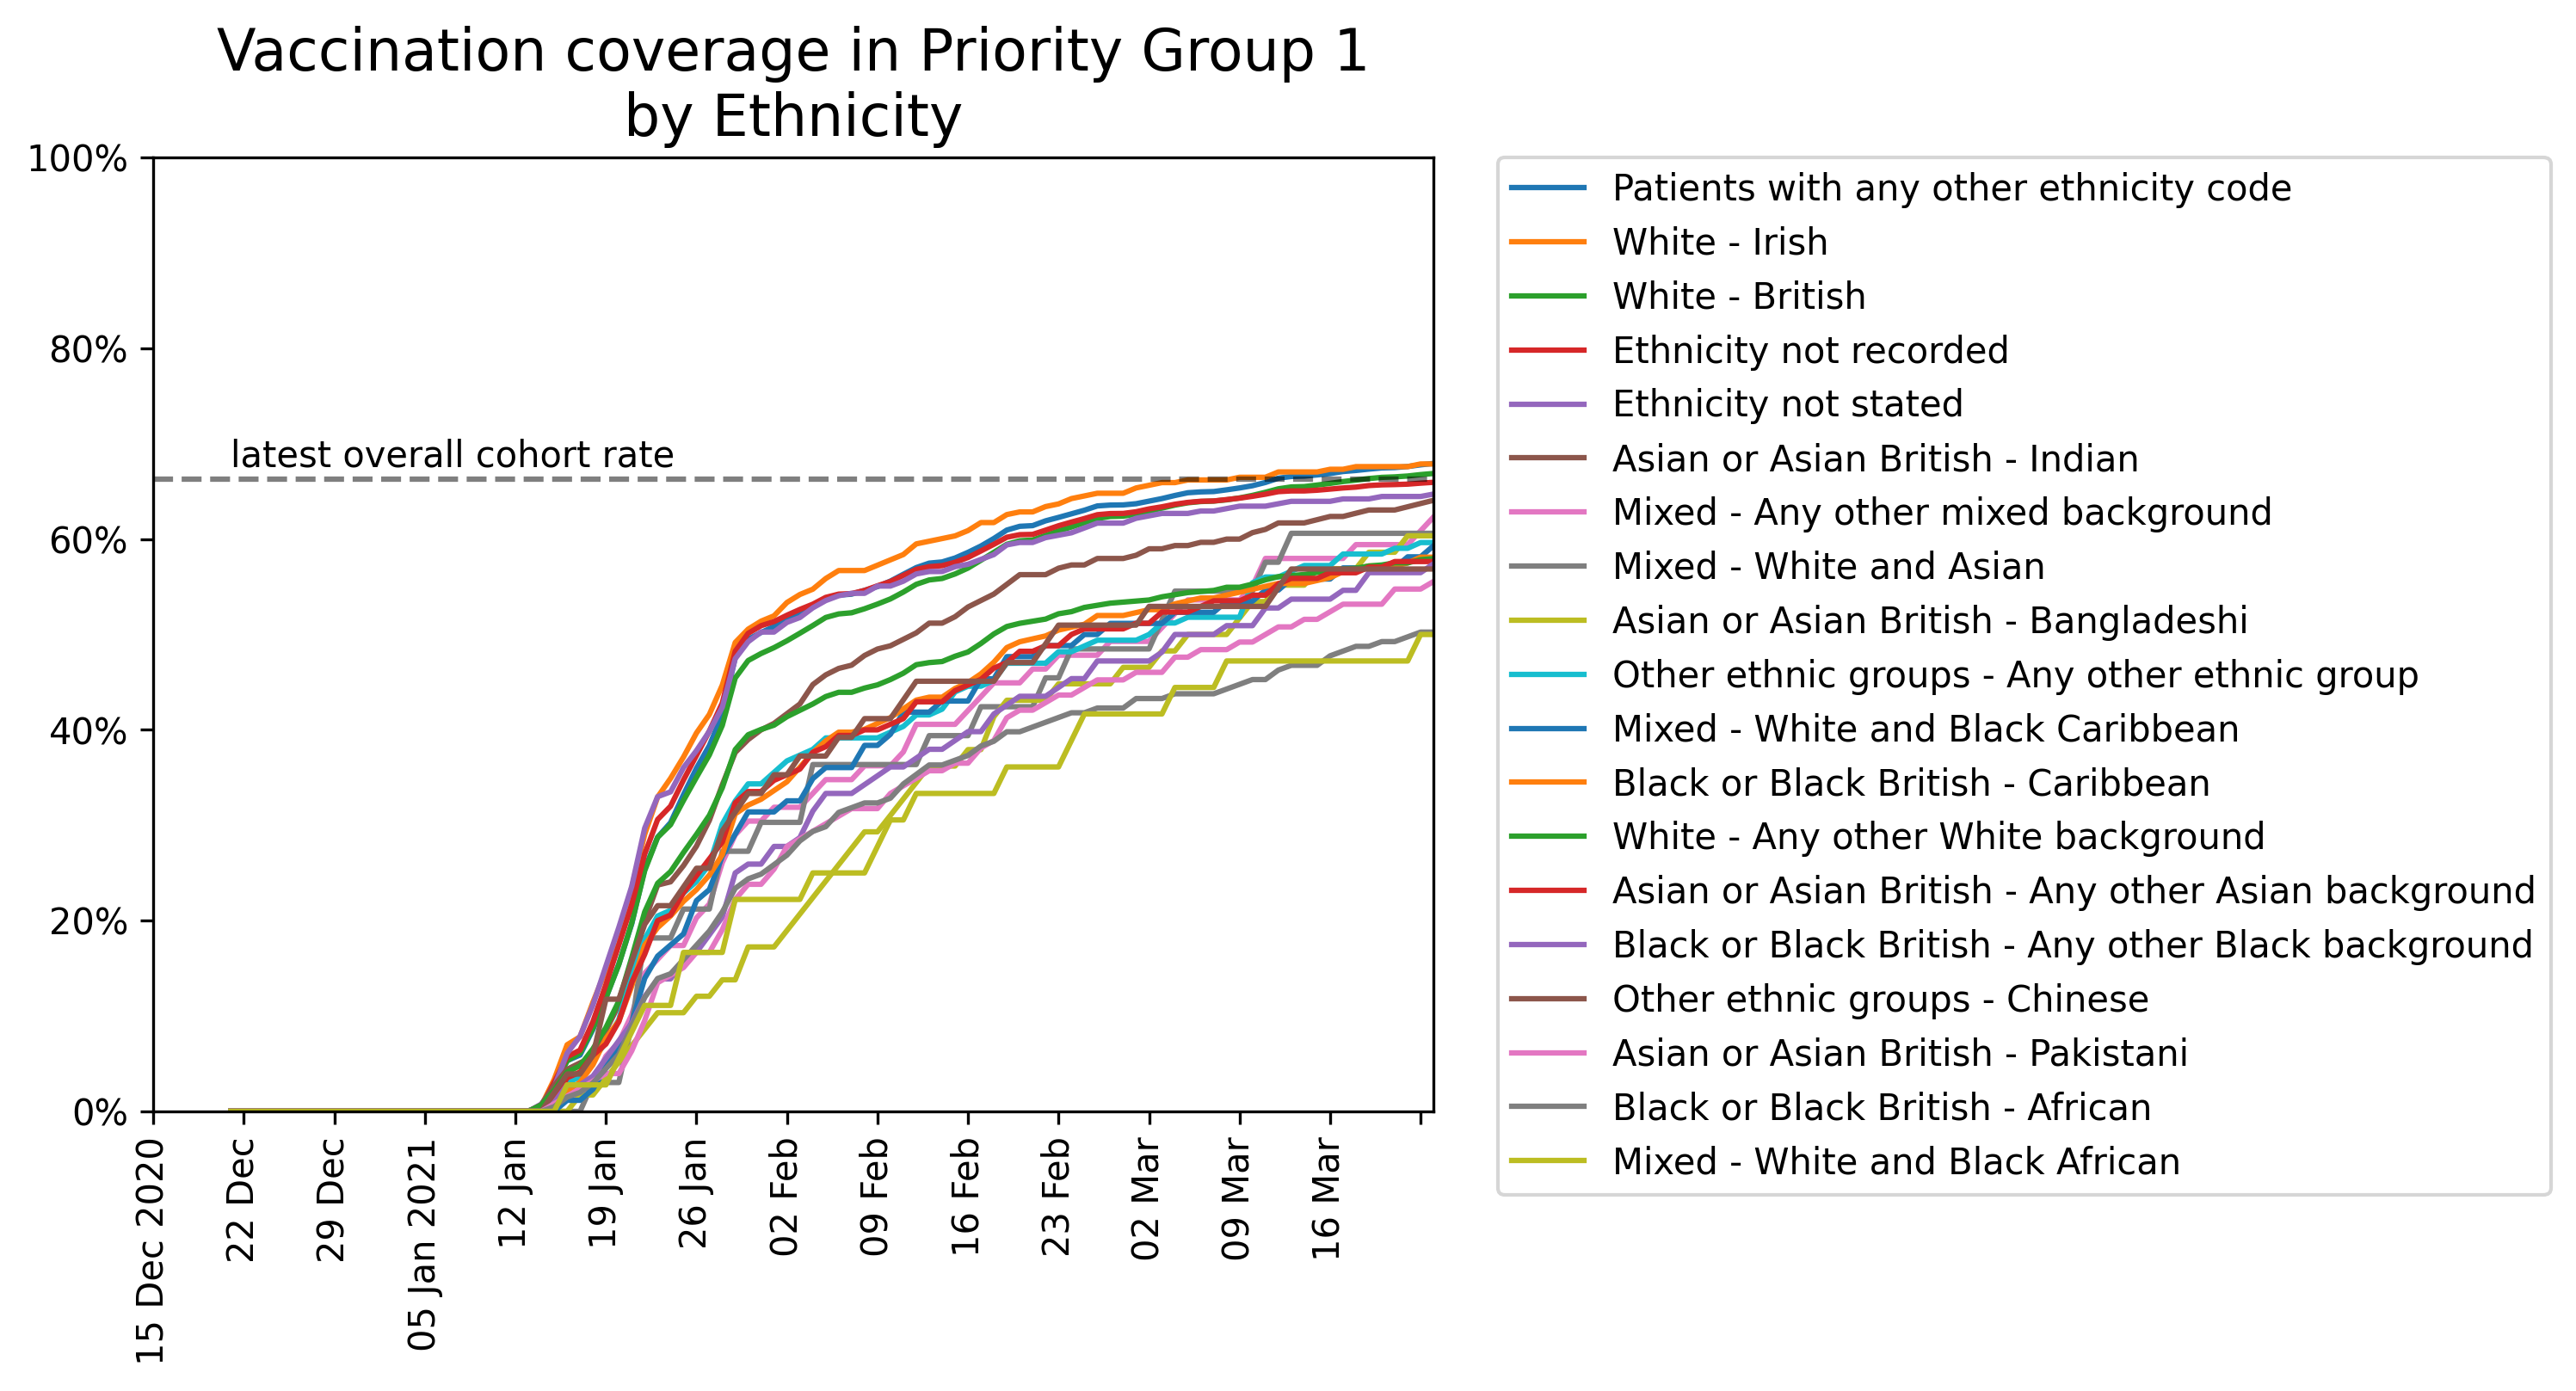 Vaccination coverage in Priority Group 1
by Ethnicity
100%
80%
60%
40%
20%
0%
latest overall cohort rate
15 Dec 2020
22 Dec
29 Dec
05 Jan 2021
12 Jan
19 Jan
26 Jan
02 Feb
09 Feb
16 Feb
23 Feb
02 Mar
09 Mar
16 Mar
Patients with any other ethnicity code
White - Irish
White - British
Ethnicity not recorded
Ethnicity not stated
Asian or Asian British - Indian
Mixed - Any other mixed background
Mixed - White and Asian
Asian or Asian British - Bangladeshi
Other ethnic groups - Any other ethnic group
Mixed - White and Black Caribbean
Black or Black British - Caribbean
White - Any other White background
Asian or Asian British - Any other Asian background
Black or Black British - Any other Black background
Other ethnic groups - Chinese
Asian or Asian British - Pakistani
Black or Black British - African
Mixed - White and Black African